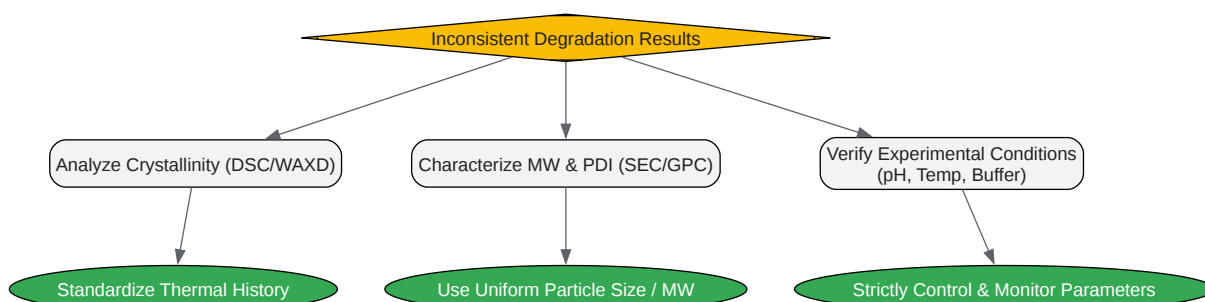 Inconsistent Degradation Results
Analyze Crystallinity (DSC/WAXD)
Characterize MW & PDI (SEC/GPC)
Verify Experimental Conditions
(pH, Temp, Buffer)
Standardize Thermal History
Use Uniform Particle Size / MW
Strictly Control & Monitor Parameters